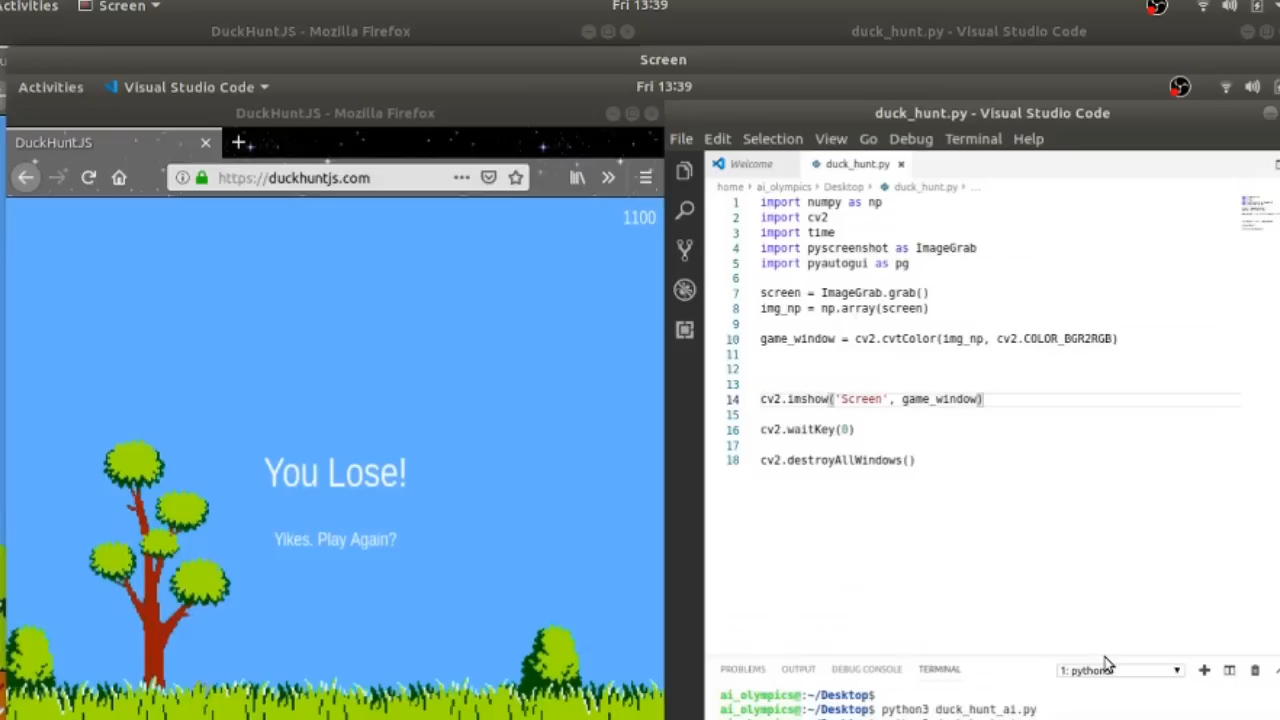 Activities Screen Fri 13:39
DuckHuntJS - Mozilla Firefox duck_hunt.py - Visual Studio Code
Screen
Activities Visual Studio Code Fri 13:39
DuckHuntJS - Mozilla Firefox duck_hunt.py - Visual Studio Code
File Edit Selection View Go Debug Terminal Help
DuckHuntJS
https://duckhuntjs.com
1100
You Lose!
Yikes. Play Again?
Welcome duck_hunt.py
home ai_olympics Desktop duck_hunt.py ...
1 import numpy as np
2 import cv2
3 import time
4 import pyscreenshot as ImageGrab
5 import pyautogui as pg
6
7 screen = ImageGrab.grab()
8 img_np = np.array(screen)
9
10 game_window = cv2.cvtColor(img_np, cv2.COLOR_BGR2RGB)
11
12
13
14 cv2.imshow('Screen', game_window)
15
16 cv2.waitKey(0)
17
18 cv2.destroyAllWindows()
PROBLEMS OUTPUT DEBUG CONSOLE TERMINAL 1: python3
ai_olympics@:~/Desktop$
ai_olympics@:~/Desktop$ python3 duck_hunt_ai.py